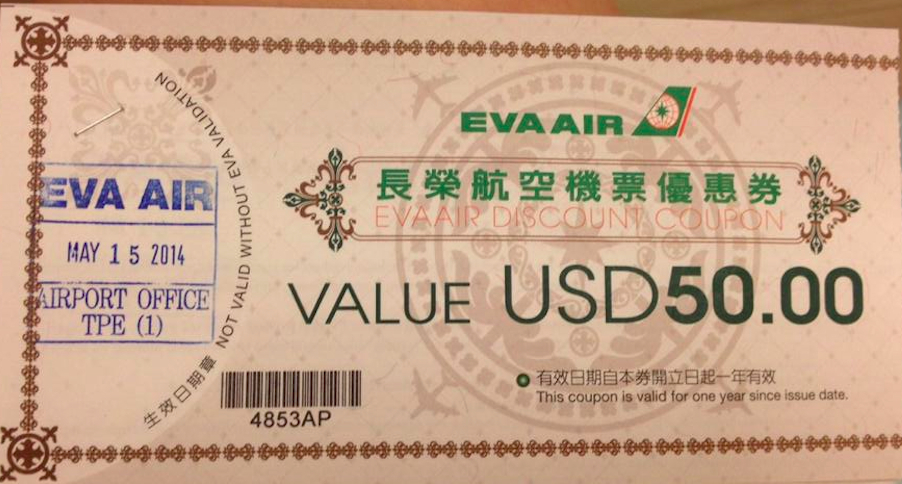 EVA AIR
長榮航空機票優惠券
EVAAIR DISCOUNT COUPON
VALUE USD50.00
有效日期自本券開立日起一年有效
This coupon is valid for one year since issue date.
EVA AIR
MAY 15 2014
AIRPORT OFFICE
TPE (1)
生效日期章 NOT VALID WITHOUT EVA VALIDATION
4853AP